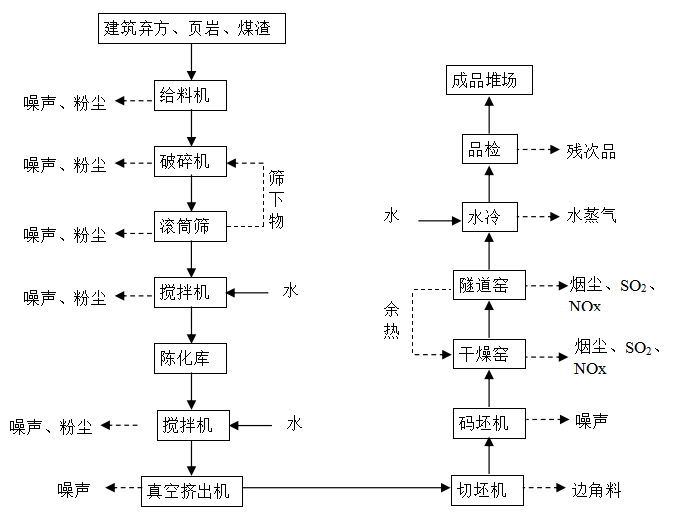 建筑弃方、页岩、煤渣
噪声、粉尘
给料机
噪声、粉尘
破碎机
筛下物
噪声、粉尘
滚筒筛
噪声、粉尘
搅拌机
水
陈化库
噪声、粉尘
搅拌机
水
噪声
真空挤出机
切坯机
边角料
码坯机
噪声
干燥窑
烟尘、SO2、
NOx
余热
隧道窑
烟尘、SO2、
NOx
水
水冷
水蒸气
品检
残次品
成品堆场